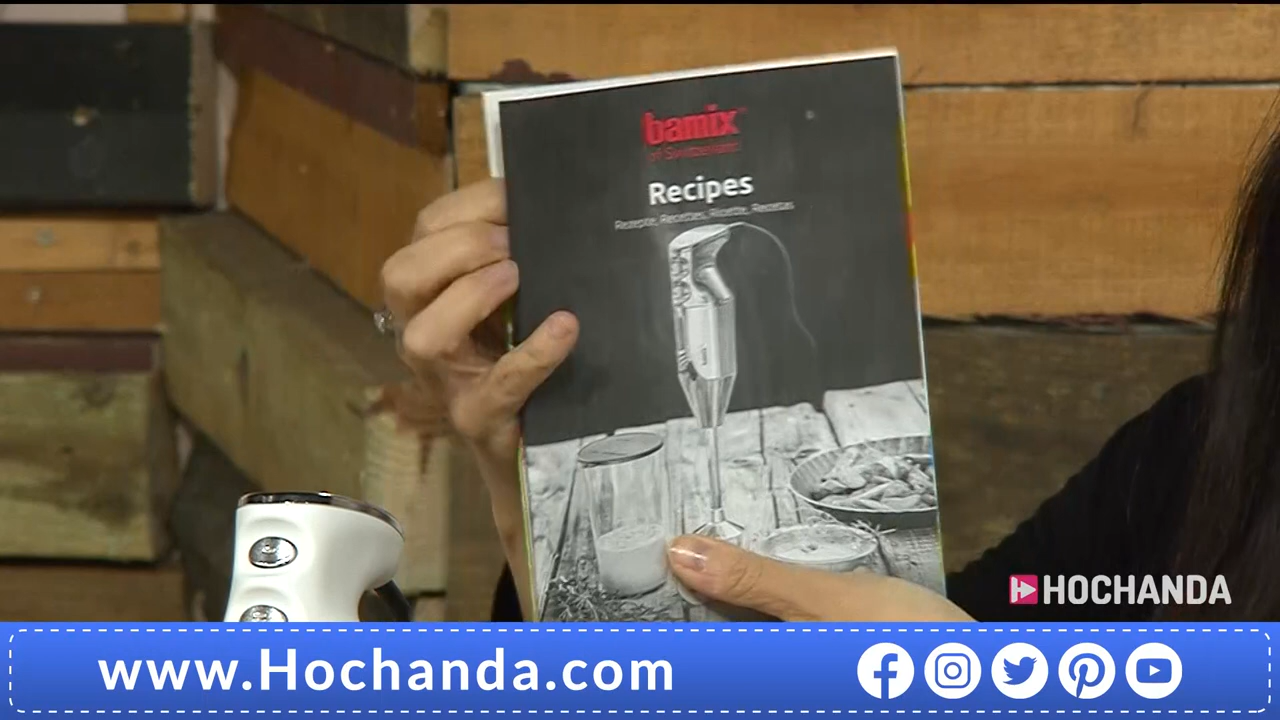 bamix
of Switzerland
Recipes
Rezepte, Recettes, Ricette, Recetas
HOCHANDA
www.Hochanda.com